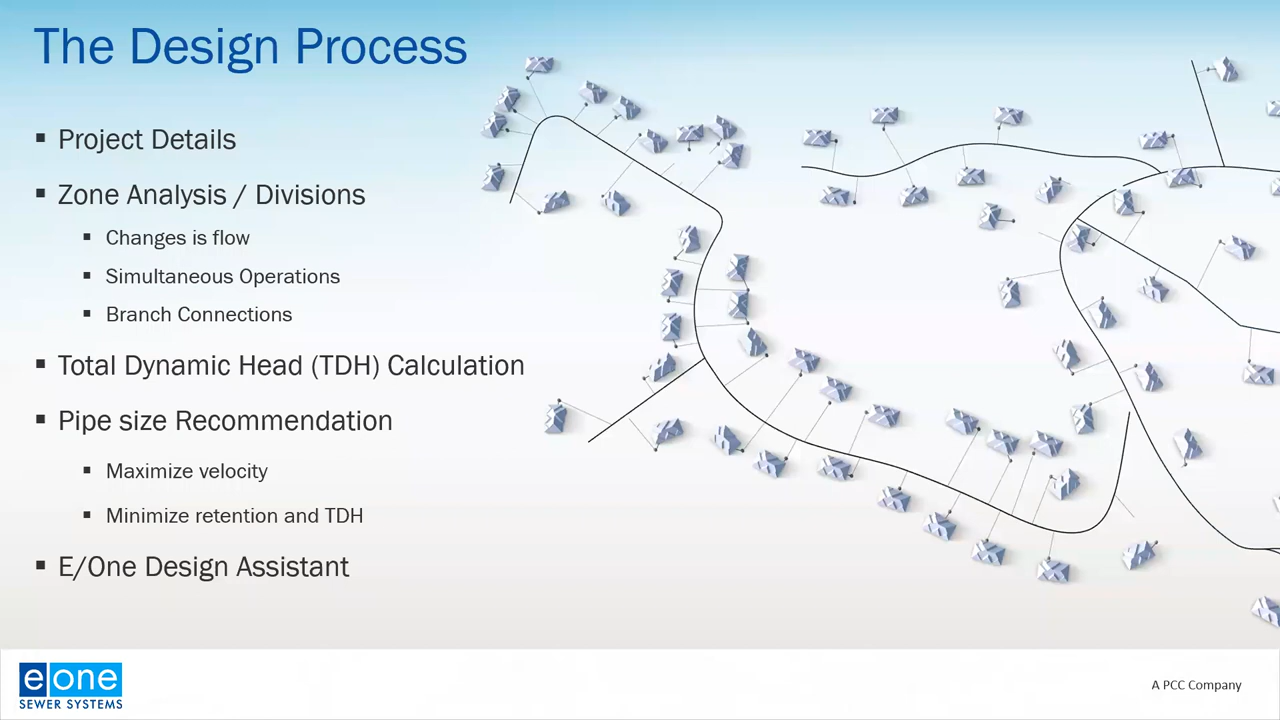 The Design Process
▪ Project Details
▪ Zone Analysis / Divisions
▪ Changes is flow
▪ Simultaneous Operations
▪ Branch Connections
▪ Total Dynamic Head (TDH) Calculation
▪ Pipe size Recommendation
▪ Maximize velocity
▪ Minimize retention and TDH
▪ E/One Design Assistant
e one
SEWER SYSTEMS
A PCC Company